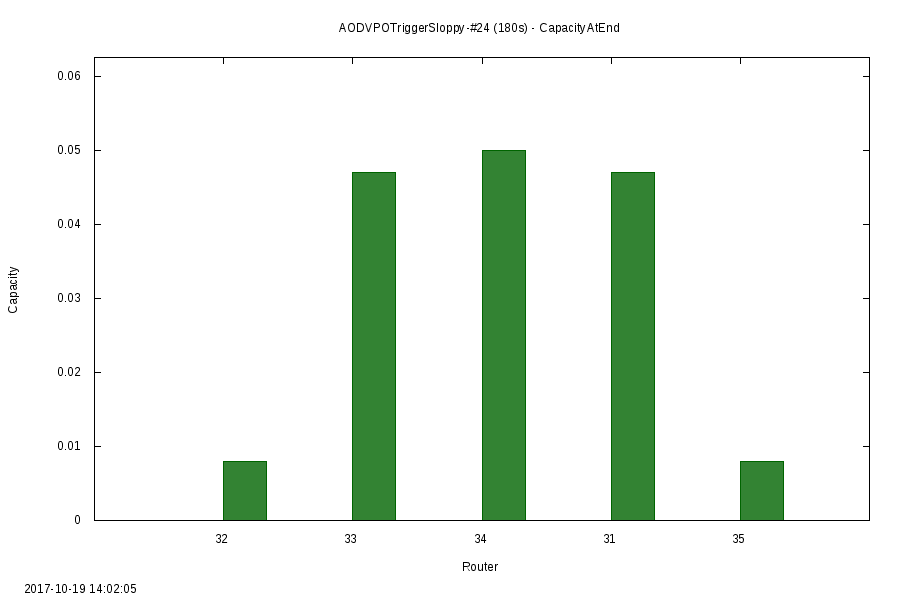 AODVPOTriggerSloppy-#24 (180s) - CapacityAtEnd
0.06
0.05
0.04
0.03
0.02
0.01
0
Capacity
32 33 34 31 35
Router
2017-10-19 14:02:05